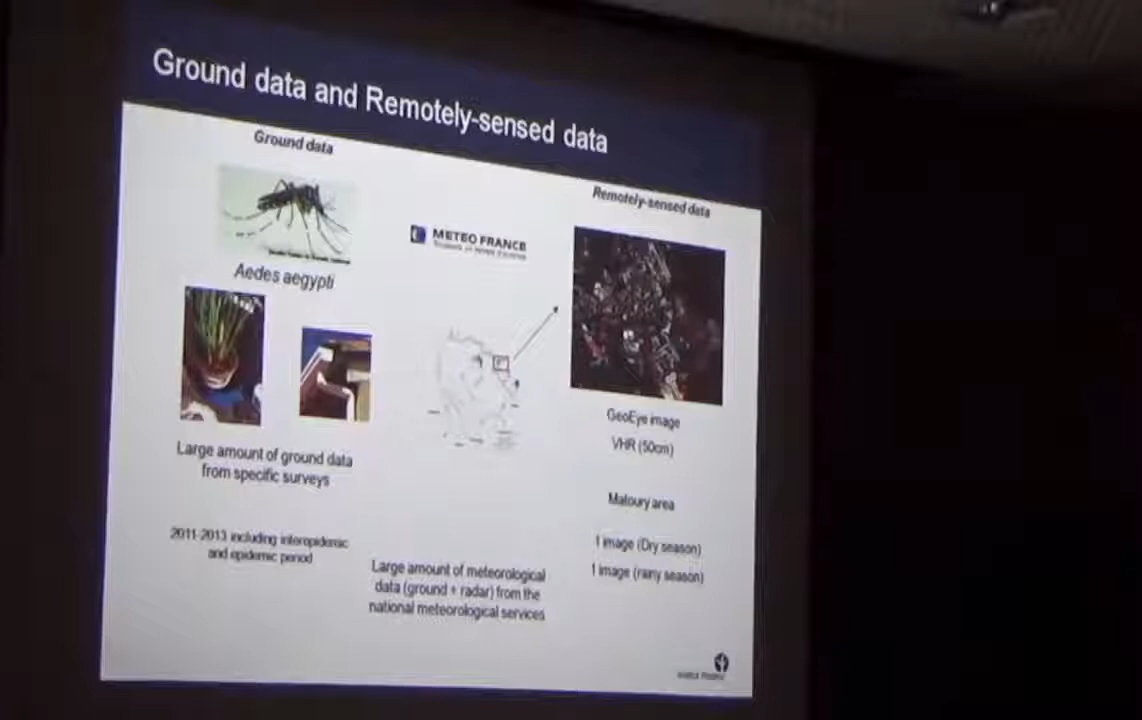 Ground data and Remotely-sensed data
Ground data
Aedes aegypti
Large amount of ground data
from specific surveys
2011-2013 including interepidemic
and epidemic period
METEO FRANCE
Large amount of meteorological
data (ground + radar) from the
national meteorological services
Remotely-sensed data
GeoEye image
VHR (50cm)
Matoury area
1 image (Dry season)
1 image (rainy season)